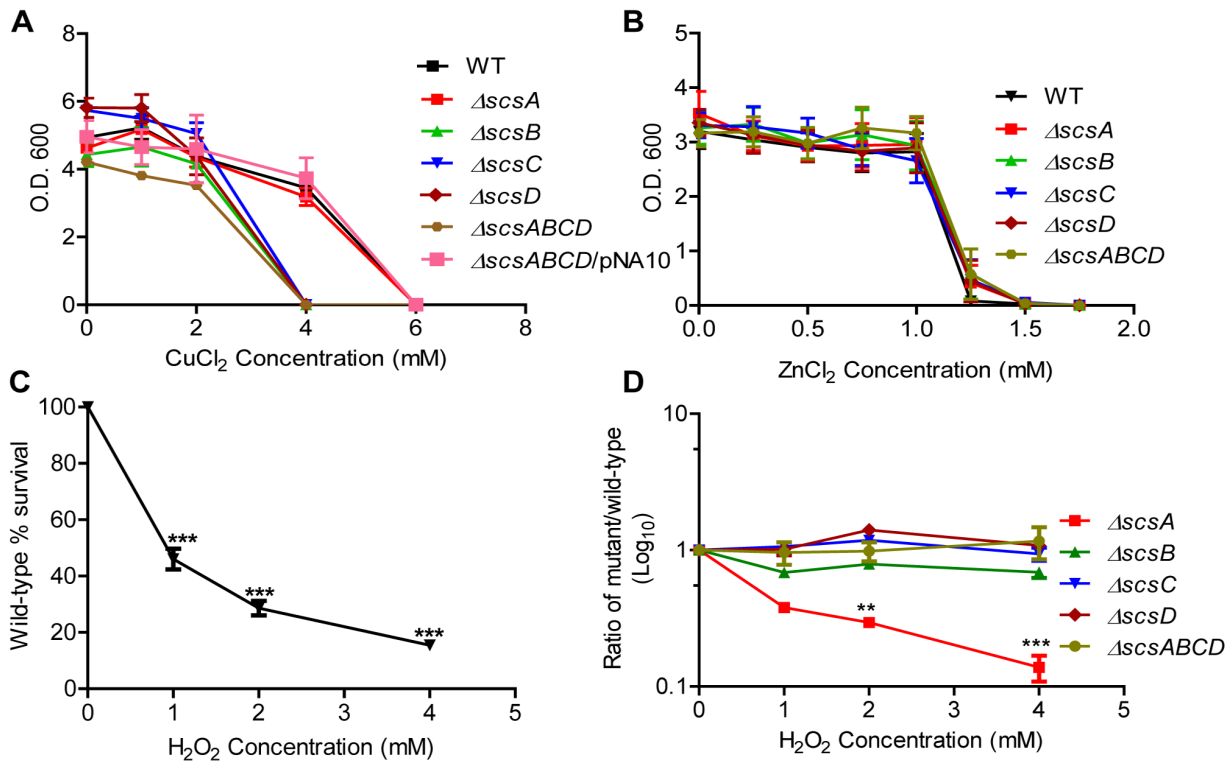 A
8
6
4
2
0
O.D. 600
0 2 4 6 8
CuCl₂ Concentration (mM)
WT
ΔscsA
ΔscsB
ΔscsC
ΔscsD
ΔscsABCD
ΔscsABCD/pNA10
B
5
4
3
2
1
0
O.D. 600
0.0 0.5 1.0 1.5 2.0
ZnCl₂ Concentration (mM)
WT
ΔscsA
ΔscsB
ΔscsC
ΔscsD
ΔscsABCD
C
100
80
60
40
20
0
Wild-type % survival
***
***
***
0 1 2 3 4 5
H₂O₂ Concentration (mM)
D
10
1
0.1
Ratio of mutant/wild-type
(Log₁₀)
**
***
0 1 2 3 4 5
H₂O₂ Concentration (mM)
ΔscsA
ΔscsB
ΔscsC
ΔscsD
ΔscsABCD